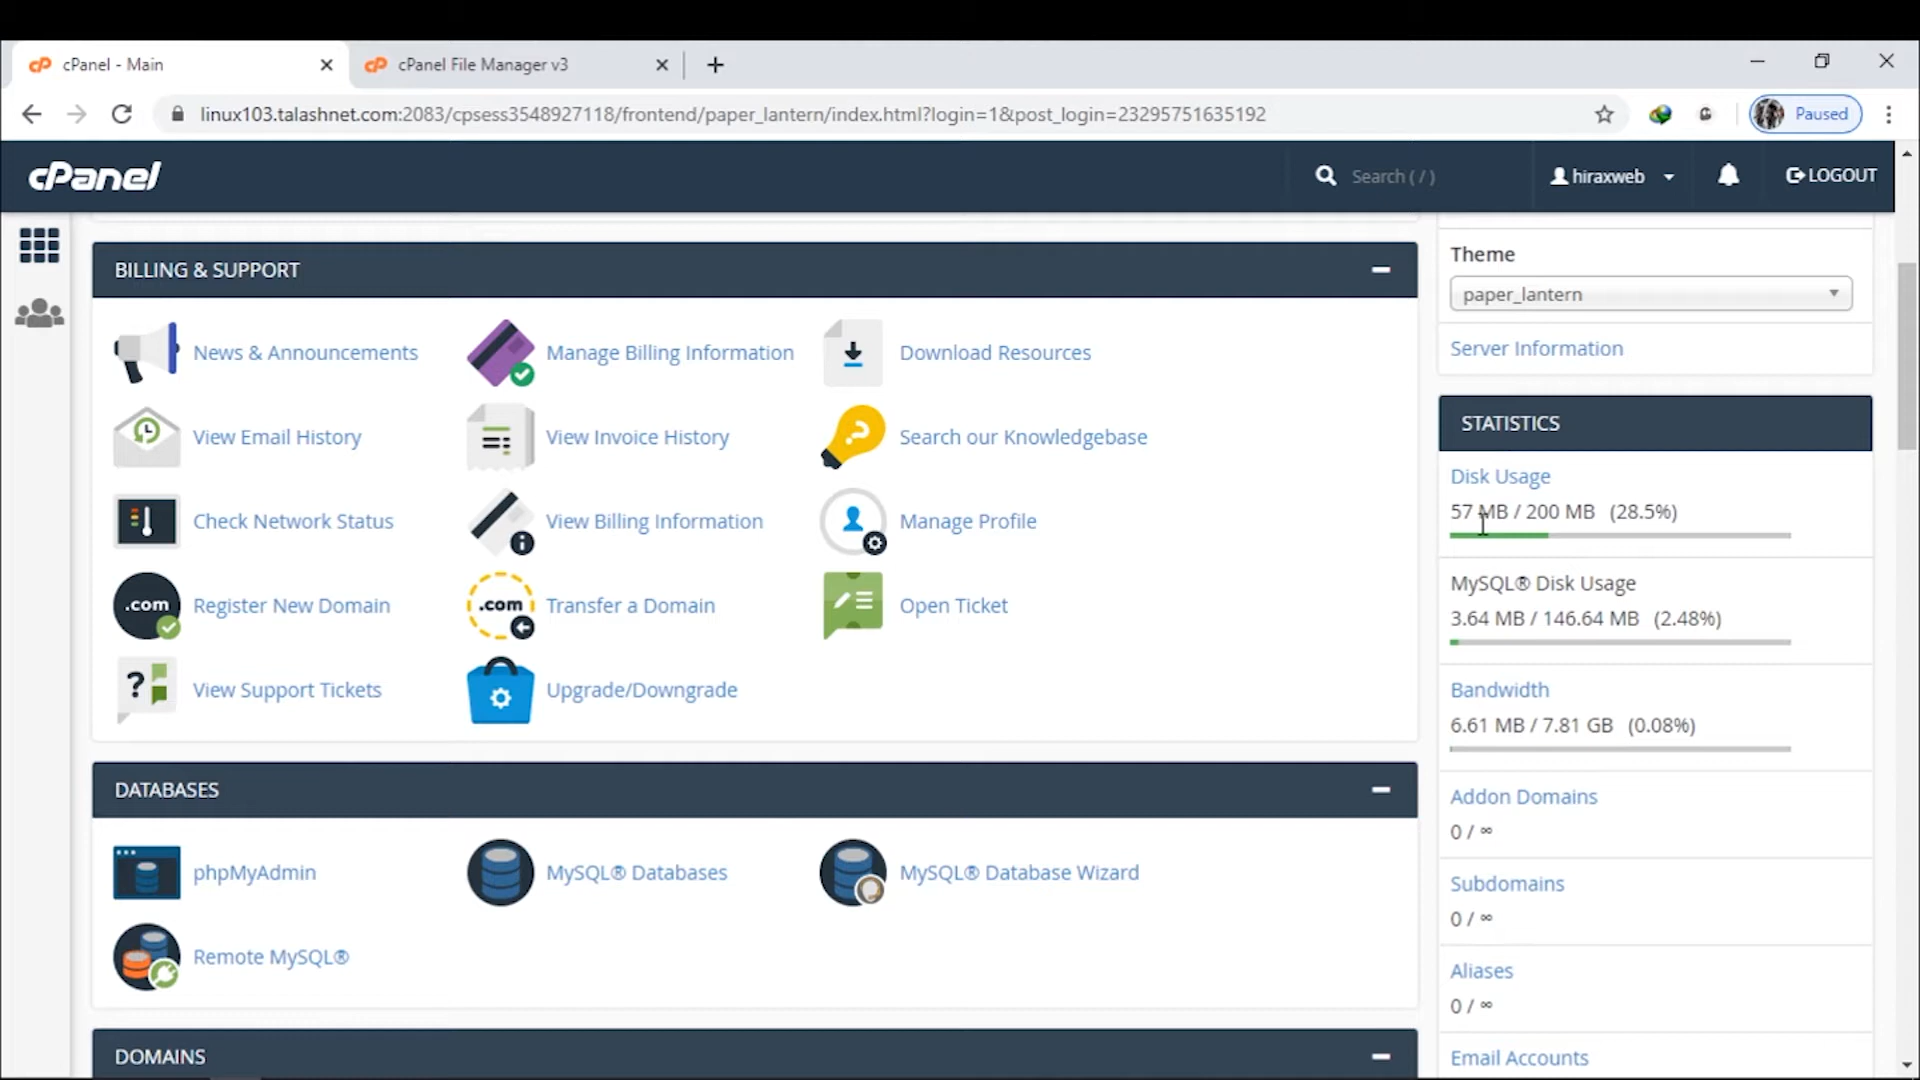 cPanel - Main
cPanel File Manager v3
linux103.talashnet.com:2083/cpsess3548927118/frontend/paper_lantern/index.html?login=1&post_login=23295751635192
Paused
cPanel
Search ( / )
hiraxweb
LOGOUT
BILLING & SUPPORT
News & Announcements
Manage Billing Information
Download Resources
View Email History
View Invoice History
Search our Knowledgebase
Check Network Status
View Billing Information
Manage Profile
.com
Register New Domain
.com
Transfer a Domain
Open Ticket
View Support Tickets
Upgrade/Downgrade
DATABASES
phpMyAdmin
MySQL® Databases
MySQL® Database Wizard
Remote MySQL®
DOMAINS
Theme
paper_lantern
Server Information
STATISTICS
Disk Usage
57 MB / 200 MB (28.5%)
MySQL® Disk Usage
3.64 MB / 146.64 MB (2.48%)
Bandwidth
6.61 MB / 7.81 GB (0.08%)
Addon Domains
0 / ∞
Subdomains
0 / ∞
Aliases
0 / ∞
Email Accounts